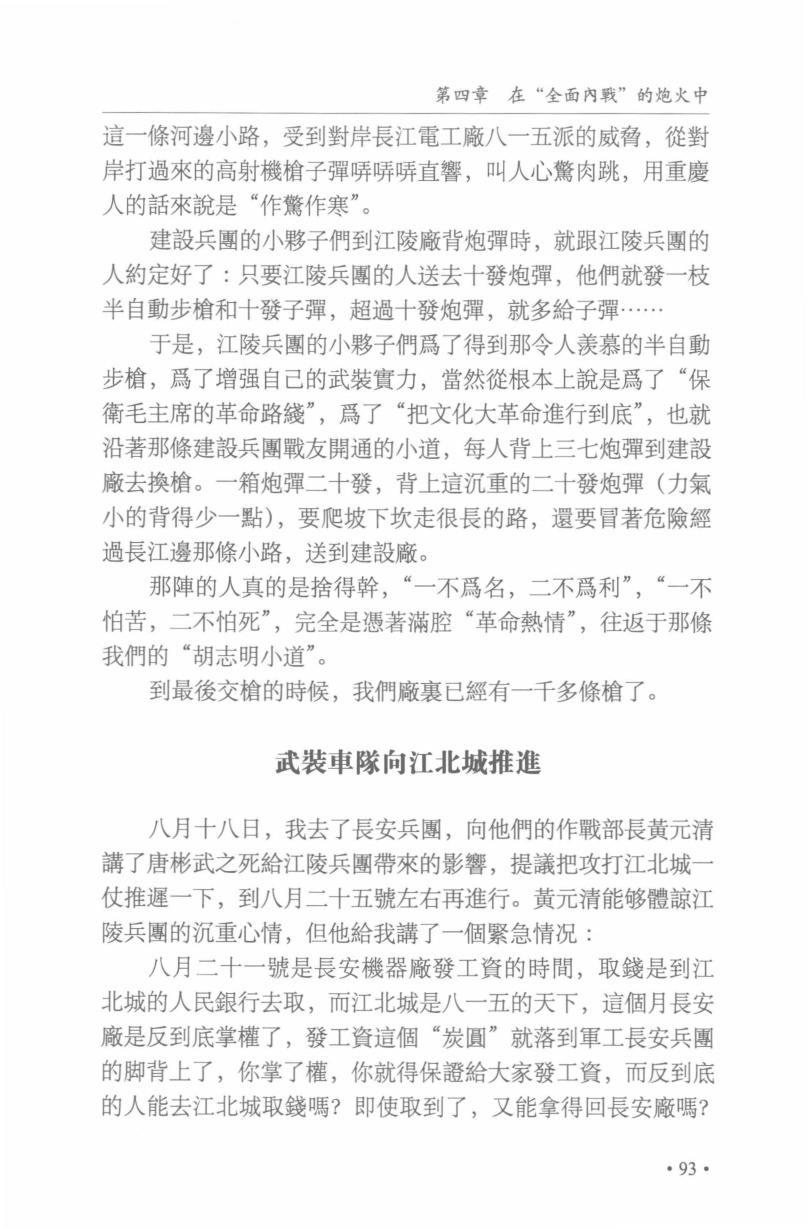 第四章　在“全面內戰”的炮火中
這一條河邊小路，受到對岸長江電工廠八一五派的威脅，從對
岸打過來的高射機槍子彈哢哢哢直響，叫人心驚肉跳，用重慶
人的話來說是“作驚作寒”。
建設兵團的小夥子們到江陵廠背炮彈時，就跟江陵兵團的
人約定好了：只要江陵兵團的人送去十發炮彈，他們就發一枝
半自動步槍和十發子彈，超過十發炮彈，就多給子彈……
于是，江陵兵團的小夥子們爲了得到那令人羨慕的半自動
步槍，爲了增强自己的武裝實力，當然從根本上說是爲了“保
衛毛主席的革命路綫”，爲了“把文化大革命進行到底”，也就
沿著那條建設兵團戰友開通的小道，每人背上三七炮彈到建設
廠去換槍。一箱炮彈二十發，背上這沉重的二十發炮彈（力氣
小的背得少一點），要爬坡下坎走很長的路，還要冒著危險經
過長江邊那條小路，送到建設廠。
那陣的人真的是捨得幹，“一不爲名，二不爲利”，“一不
怕苦，二不怕死”，完全是憑著滿腔“革命熱情”，往返于那條
我們的“胡志明小道”。
到最後交槍的時候，我們廠裏已經有一千多條槍了。
武裝車隊向江北城推進
八月十八日，我去了長安兵團，向他們的作戰部長黃元清
講了唐彬武之死給江陵兵團帶來的影響，提議把攻打江北城一
仗推遲一下，到八月二十五號左右再進行。黃元清能够體諒江
陵兵團的沉重心情，但他給我講了一個緊急情况：
八月二十一號是長安機器廠發工資的時間，取錢是到江
北城的人民銀行去取，而江北城是八一五的天下，這個月長安
廠是反到底掌權了，發工資這個“炭圓”就落到軍工長安兵團
的脚背上了，你掌了權，你就得保證給大家發工資，而反到底
的人能去江北城取錢嗎？即使取到了，又能拿得回長安廠嗎？
·93·